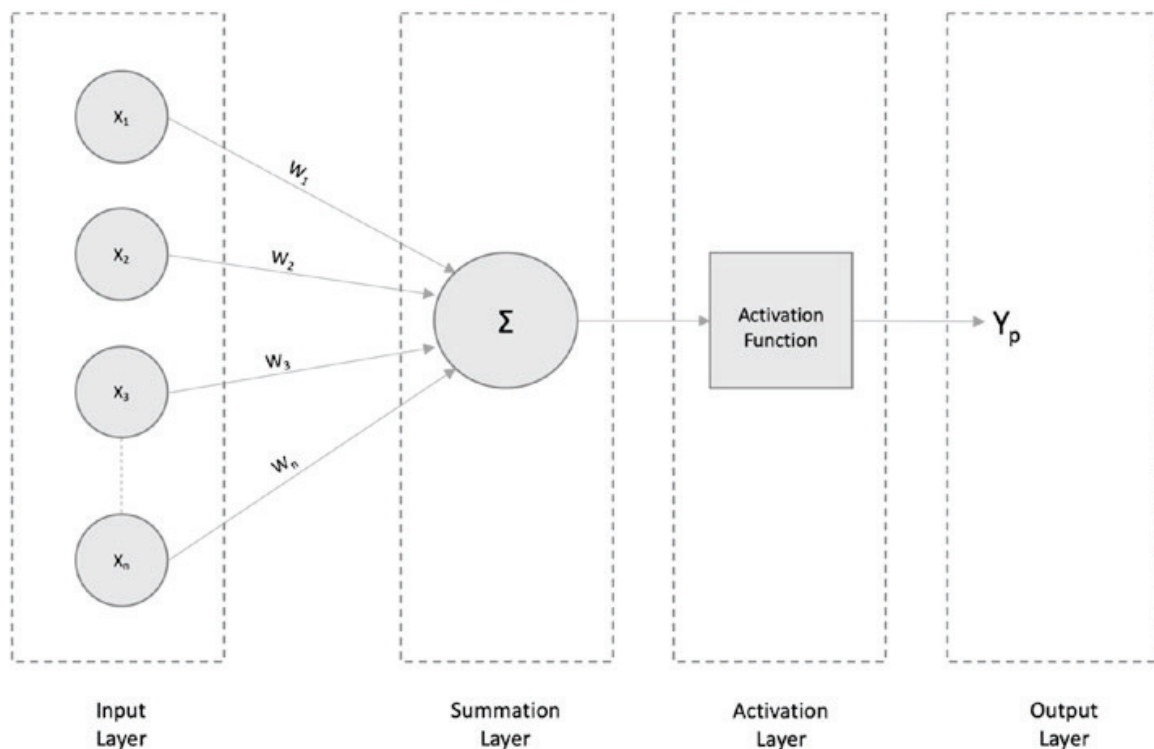 X₁
W₁
X₂
W₂
Σ
Activation
Function
Yₚ
X₃
W₃
Wₙ
Xₙ
Input
Layer
Summation
Layer
Activation
Layer
Output
Layer